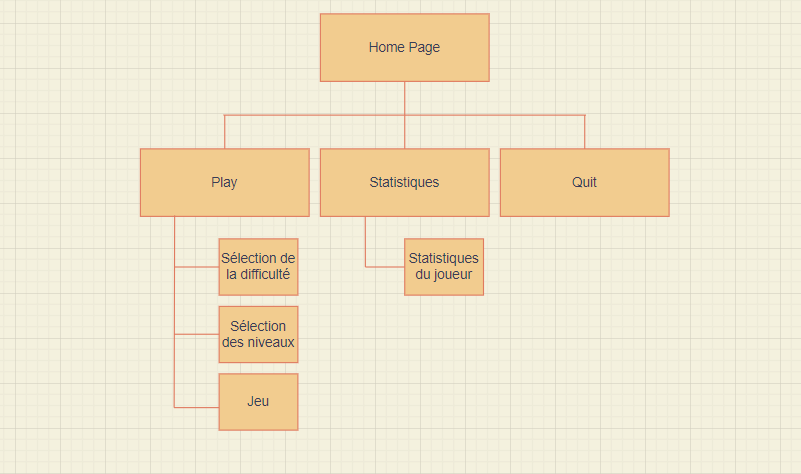 Home Page
Play
Statistiques
Quit
Sélection de
la difficulté
Statistiques
du joueur
Sélection
des niveaux
Jeu